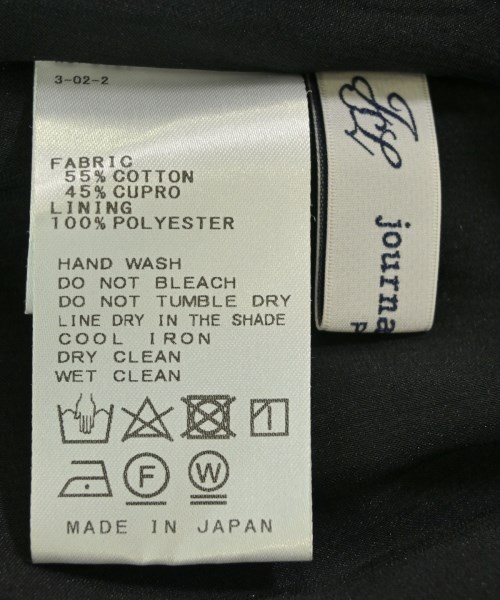 3-02-2
FABRIC
55% COTTON
45% CUPRO
LINING
100% POLYESTER
HAND WASH
DO NOT BLEACH
DO NOT TUMBLE DRY
LINE DRY IN THE SHADE
COOL IRON
DRY CLEAN
WET CLEAN
F W
MADE IN JAPAN
journa